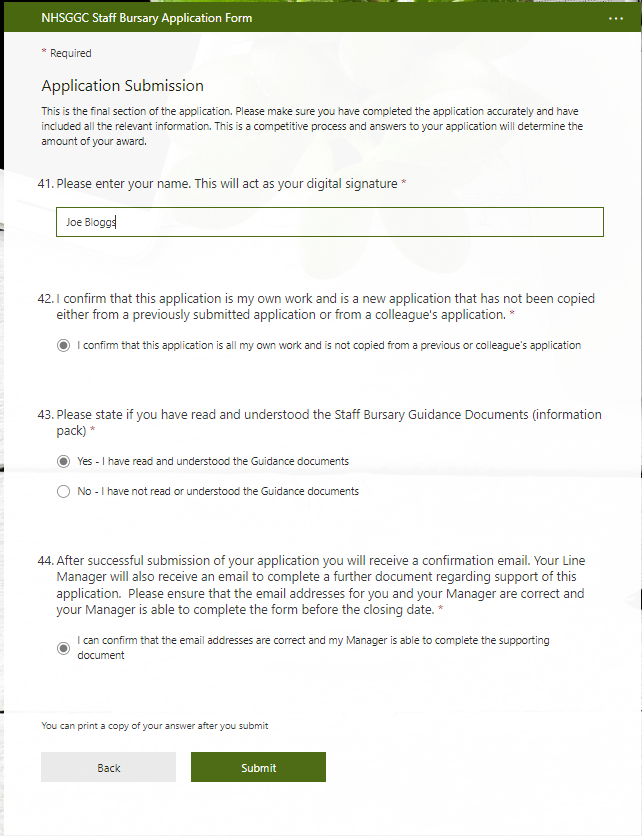 NHSGGC Staff Bursary Application Form
* Required
Application Submission
This is the final section of the application. Please make sure you have completed the application accurately and have
included all the relevant information. This is a competitive process and answers to your application will determine the
amount of your award.
41. Please enter your name. This will act as your digital signature *
Joe Bloggs
42. I confirm that this application is my own work and is a new application that has not been copied
either from a previously submitted application or from a colleague's application. *
I confirm that this application is all my own work and is not copied from a previous or colleague's application
43. Please state if you have read and understood the Staff Bursary Guidance Documents (information
pack) *
Yes - I have read and understood the Guidance documents
No - I have not read or understood the Guidance documents
44. After successful submission of your application you will receive a confirmation email. Your Line
Manager will also receive an email to complete a further document regarding support of this
application. Please ensure that the email addresses for you and your Manager are correct and
your Manager is able to complete the form before the closing date. *
I can confirm that the email addresses are correct and my Manager is able to complete the supporting
document
You can print a copy of your answer after you submit
Back
Submit